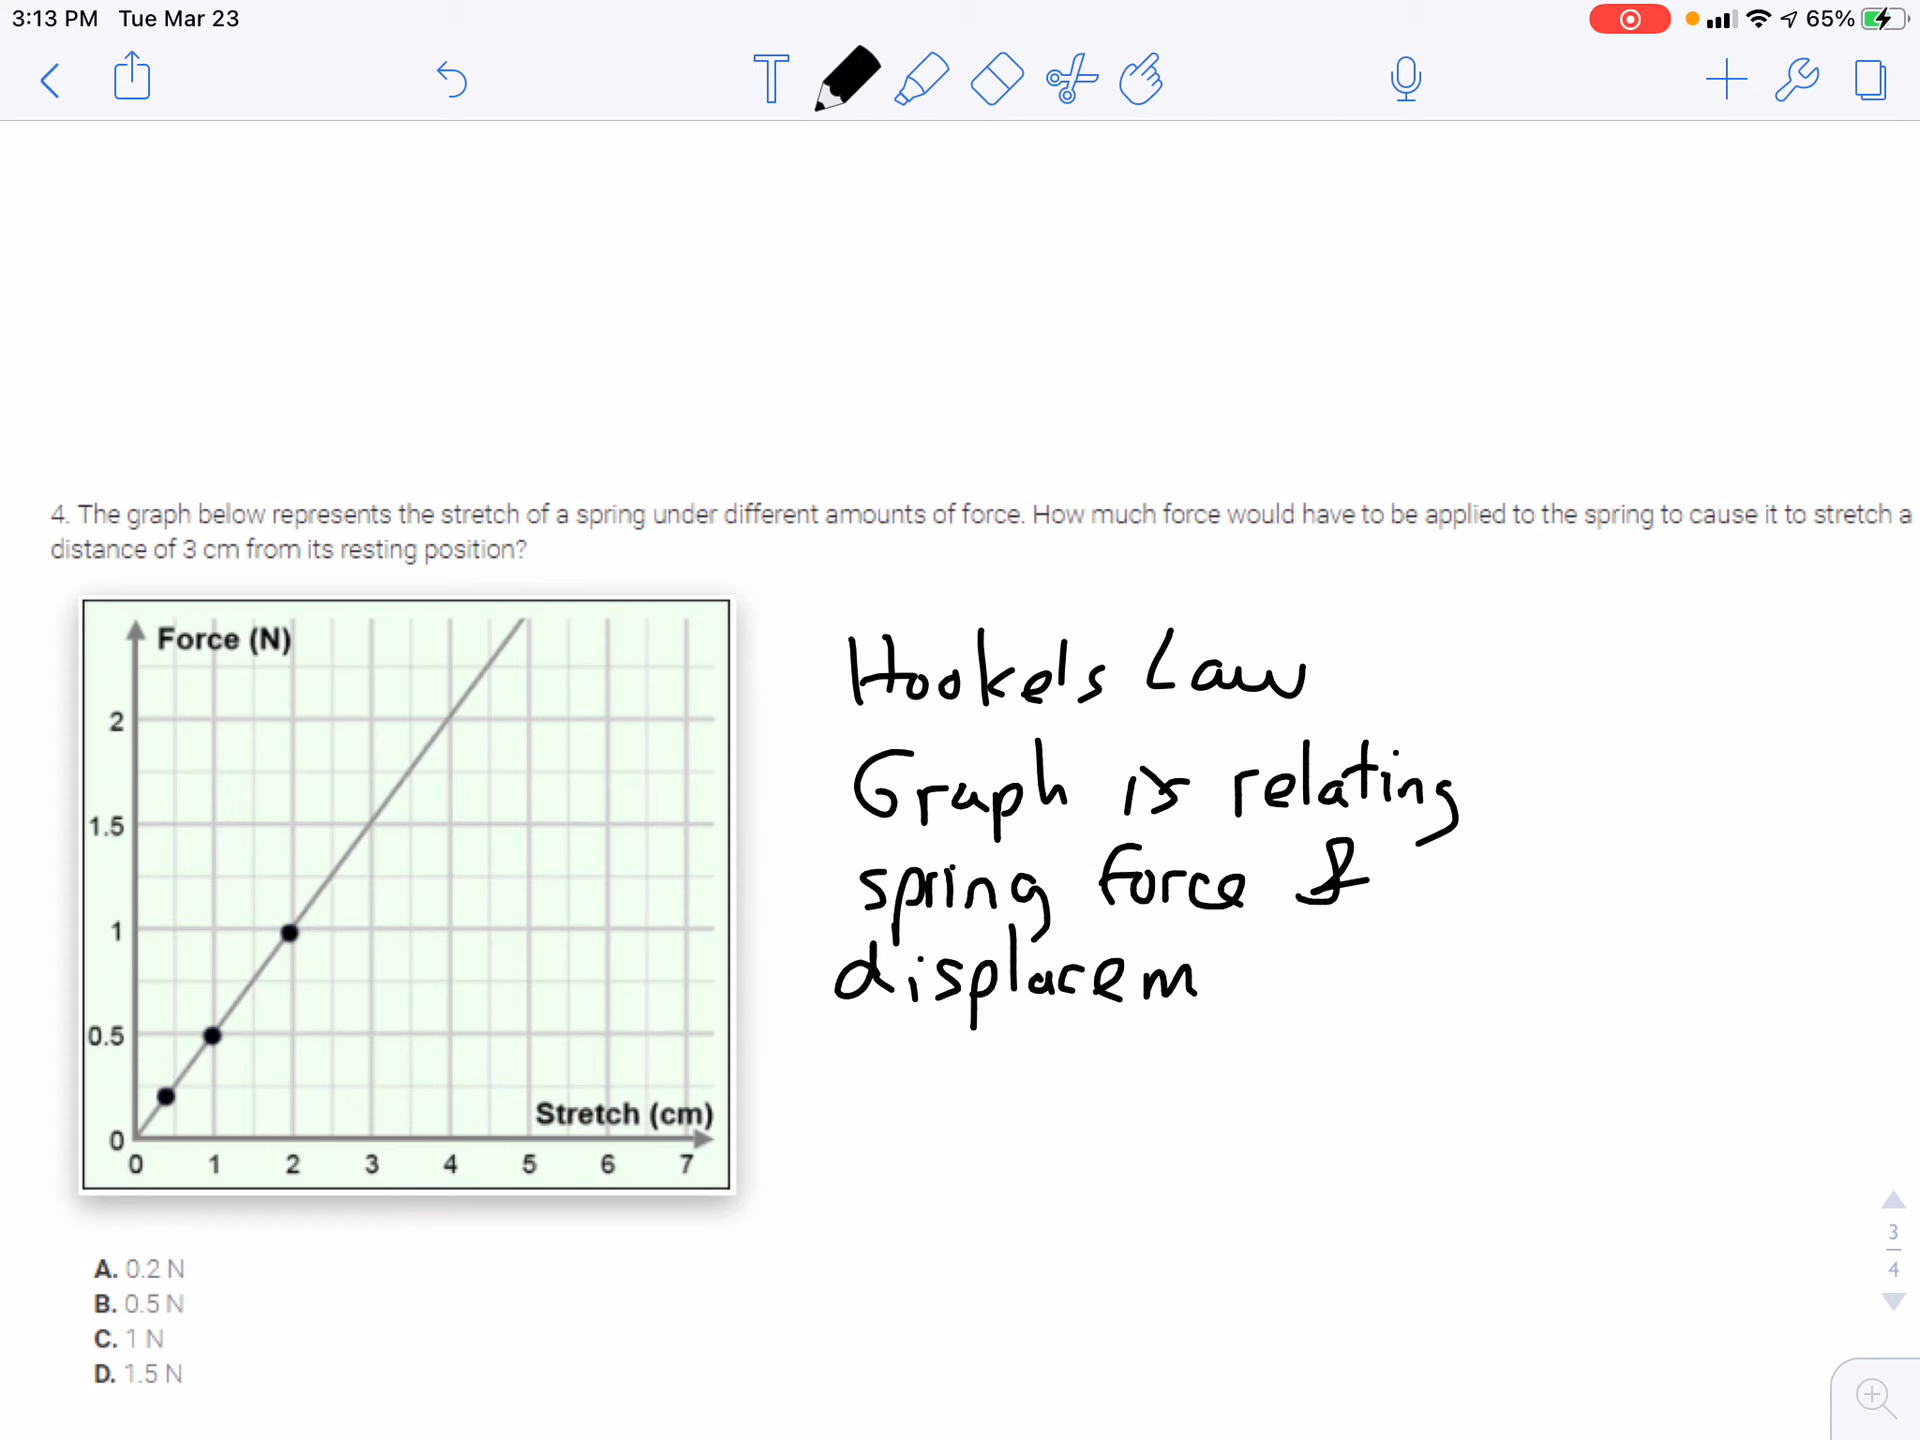 3:13 PM Tue Mar 23
65%
T
4. The graph below represents the stretch of a spring under different amounts of force. How much force would have to be applied to the spring to cause it to stretch a
distance of 3 cm from its resting position?
Force (N)
2
1.5
1
0.5
0
Stretch (cm)
0 1 2 3 4 5 6 7
Hooke's Law
Graph is relating
spring force &
displacem
A. 0.2 N
B. 0.5 N
C. 1 N
D. 1.5 N
3
4